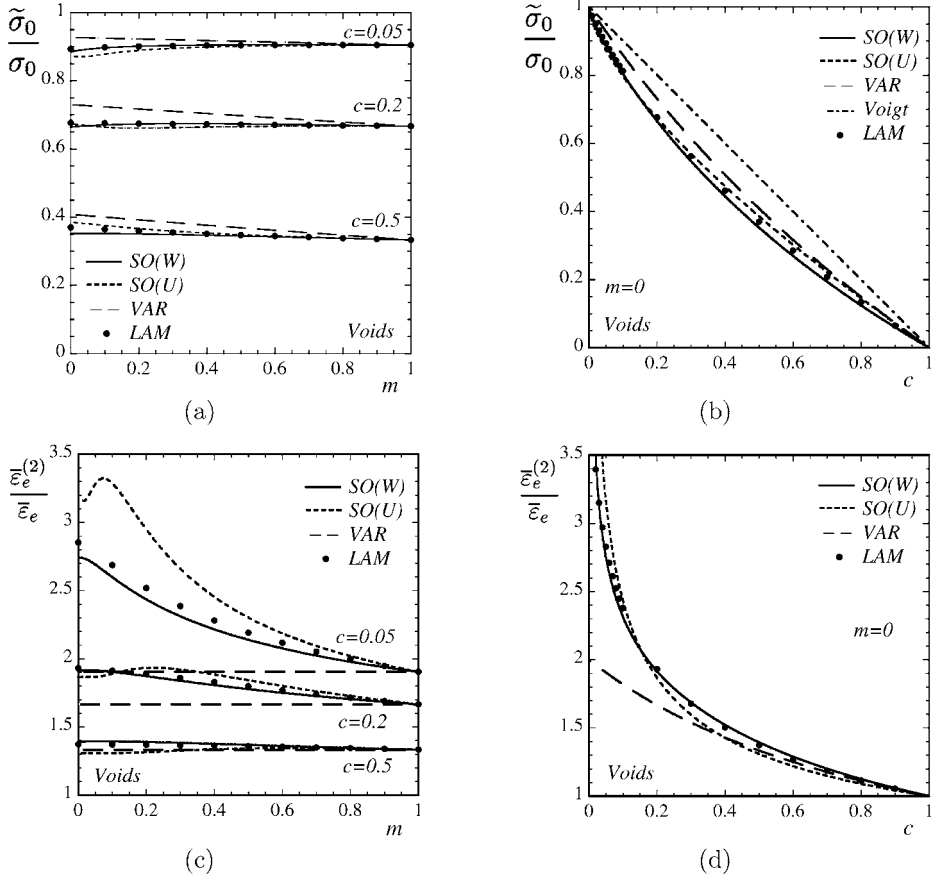 σ̃0/σ0
1
0.8
0.6
0.4
0.2
0
c=0.05
c=0.2
c=0.5
SO(W)
SO(U)
VAR
LAM
Voids
0 0.2 0.4 0.6 0.8 1
m
(a)
σ̃0/σ0
1
0.8
0.6
0.4
0.2
0
SO(W)
SO(U)
VAR
Voigt
LAM
m=0
Voids
0 0.2 0.4 0.6 0.8 1
c
(b)
ε̄e(2)/ε̄e
3.5
3
2.5
2
1.5
1
SO(W)
SO(U)
VAR
LAM
c=0.05
c=0.2
c=0.5
Voids
0 0.2 0.4 0.6 0.8 1
m
(c)
ε̄e(2)/ε̄e
3.5
3
2.5
2
1.5
1
SO(W)
SO(U)
VAR
LAM
m=0
Voids
0 0.2 0.4 0.6 0.8 1
c
(d)